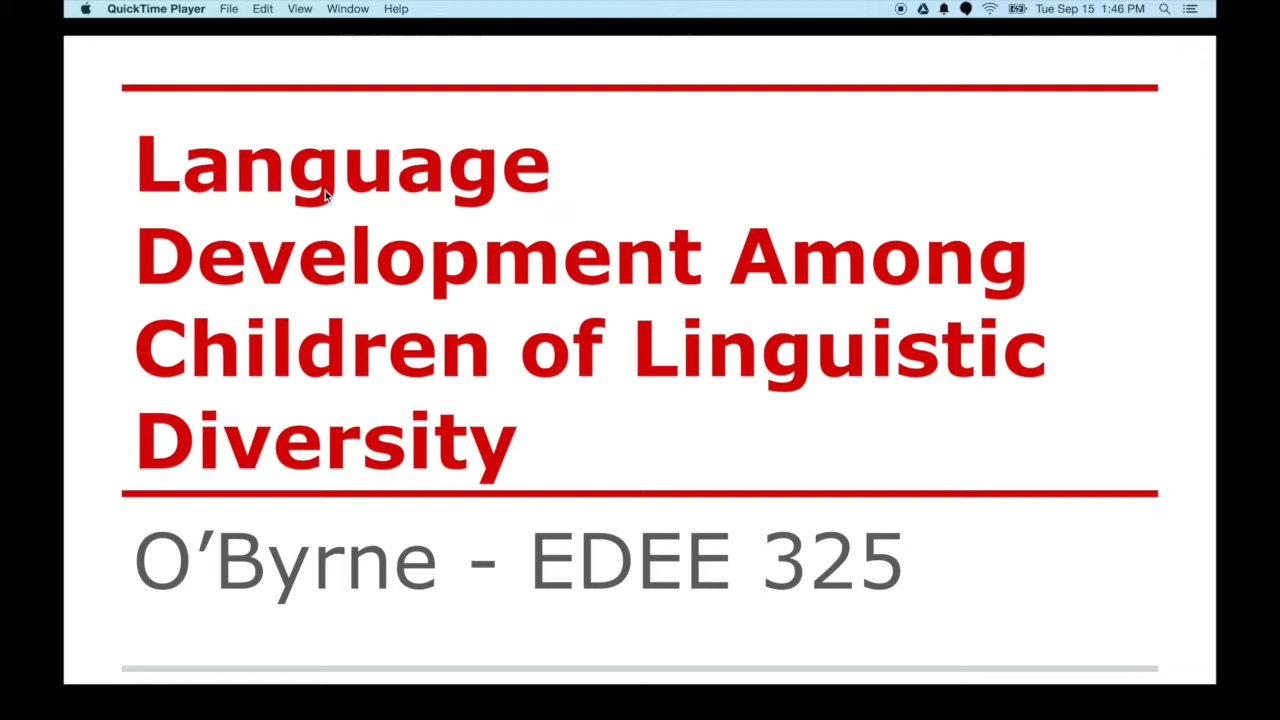 QuickTime Player File Edit View Window Help Tue Sep 15 1:46 PM
Language
Development Among
Children of Linguistic
Diversity
O’Byrne - EDEE 325